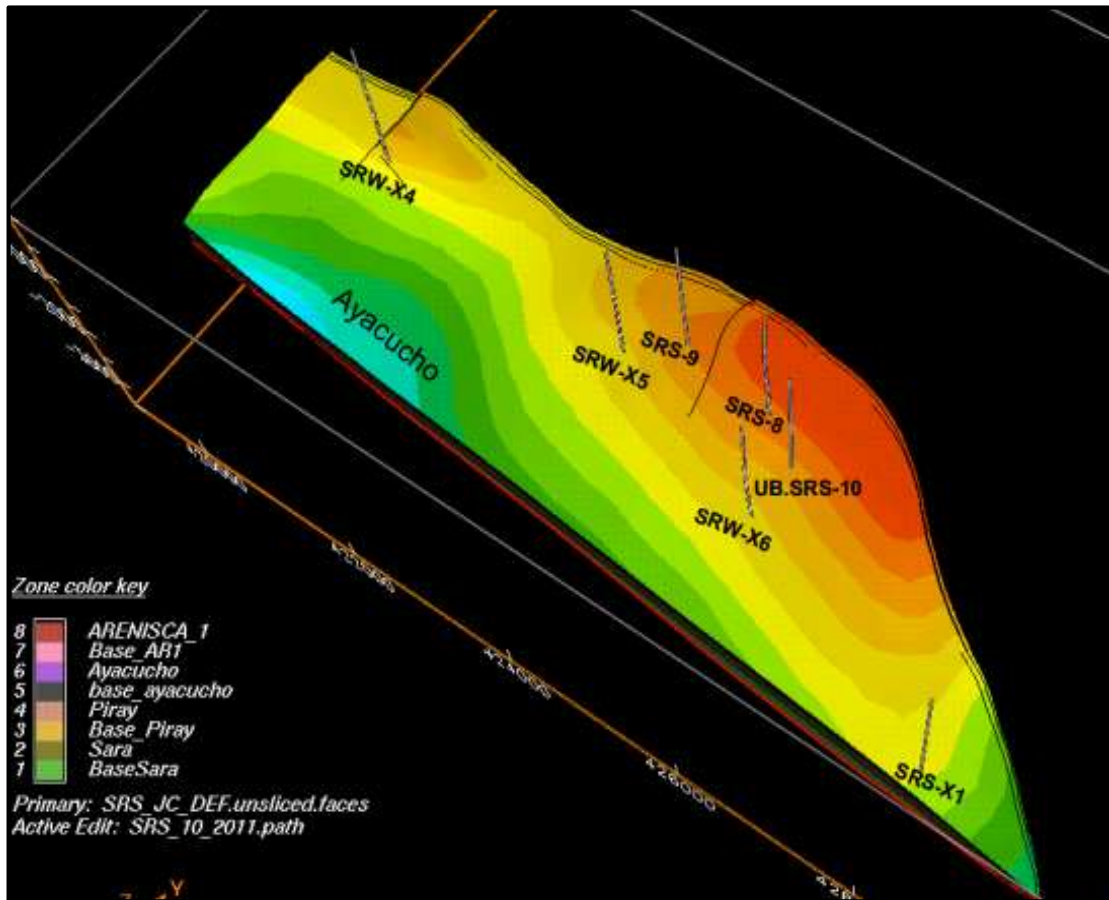 SRW-X4
Ayacucho
SRS-9
SRW-X5
SRS-8
UB.SRS-10
SRW-X6
SRS-X1
424000
426000
Zone color key
8 ARENISCA_1
7 Base_AR1
6 Ayacucho
5 base_ayacucho
4 Piray
3 Base_Piray
2 Sara
1 BaseSara
Primary: SRS_JC_DEF.unsliced.faces
Active Edit: SRS_10_2011.path
Y